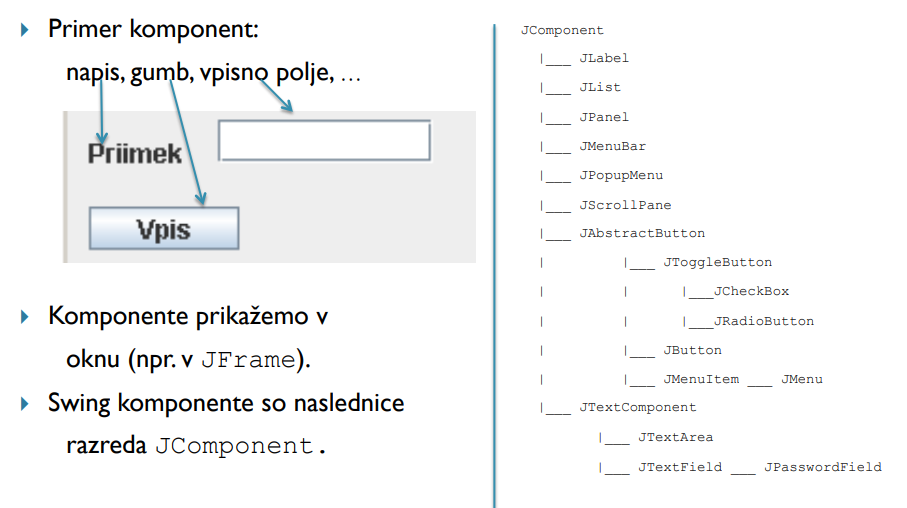 Primer komponent:
napis, gumb, vpisno polje, …
Priimek
Vpis
Komponente prikažemo v
oknu (npr. v JFrame).
Swing komponente so naslednice
razreda JComponent.
JComponent
|___ JLabel
|___ JList
|___ JPanel
|___ JMenuBar
|___ JPopupMenu
|___ JScrollPane
|___ JAbstractButton
| |___ JToggleButton
| | |___JCheckBox
| | |___JRadioButton
| |___ JButton
| |___ JMenuItem ___ JMenu
|___ JTextComponent
|___ JTextArea
|___ JTextField ___ JPasswordField